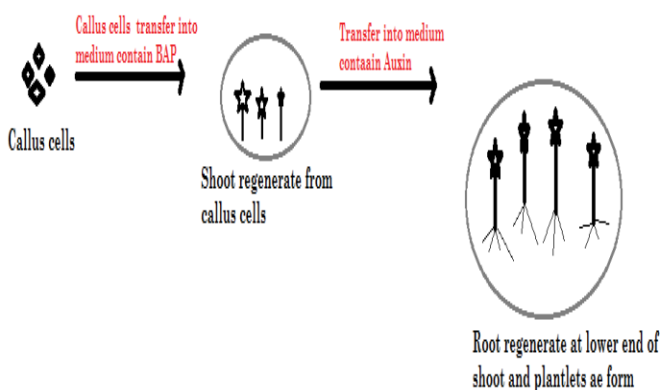 Callus cells transfer into
medium contain BAP
Callus cells
Transfer into medium
contaain Auxin
Shoot regenerate from
callus cells
Root regenerate at lower end of
shoot and plantlets ae form